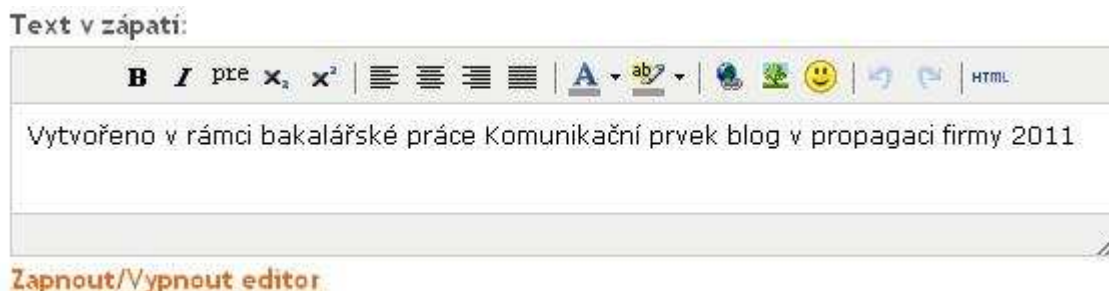 Text v zápatí:
B I pre x₂ x² A ab HTML
Vytvořeno v rámci bakalářské práce Komunikační prvek blog v propagaci firmy 2011
Zapnout/Vypnout editor